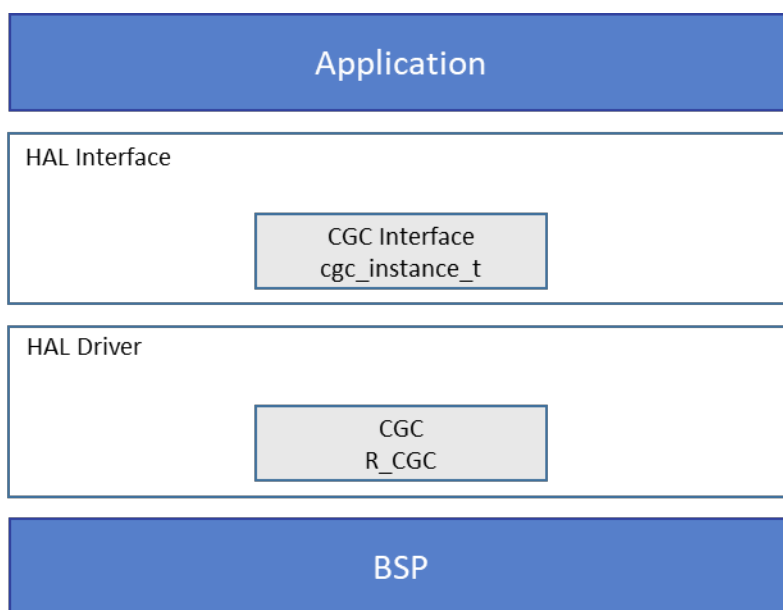 Application
HAL Interface
CGC Interface
cgc_instance_t
HAL Driver
CGC
R_CGC
BSP